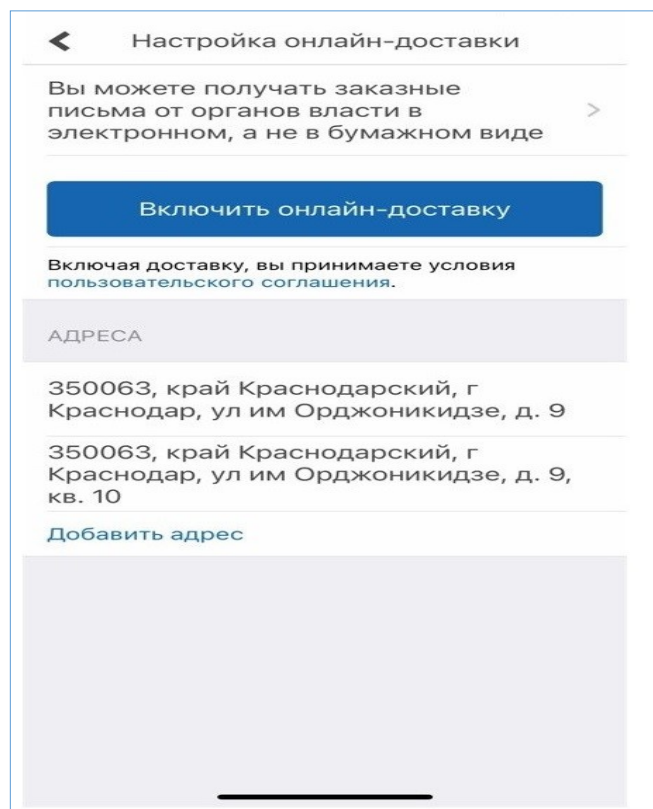 Настройка онлайн-доставки
Вы можете получать заказные
письма от органов власти в
электронном, а не в бумажном виде
Включить онлайн-доставку
Включая доставку, вы принимаете условия
пользовательского соглашения.
АДРЕСА
350063, край Краснодарский, г
Краснодар, ул им Орджоникидзе, д. 9
350063, край Краснодарский, г
Краснодар, ул им Орджоникидзе, д. 9,
кв. 10
Добавить адрес